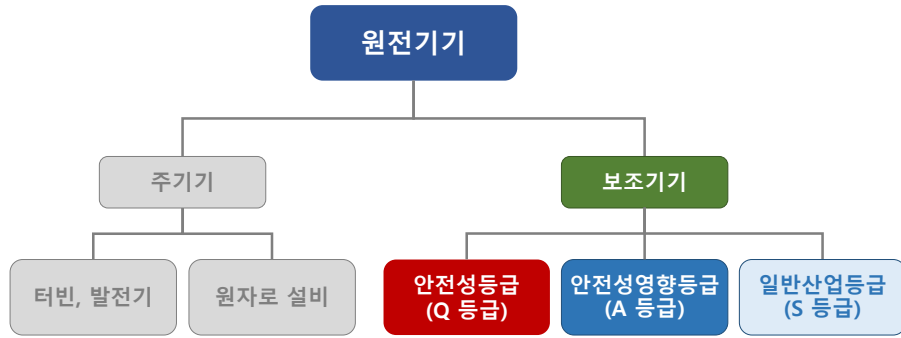 원전기기
주기기
보조기기
터빈, 발전기
원자로 설비
안전성등급
(Q 등급)
안전성영향등급
(A 등급)
일반산업등급
(S 등급)